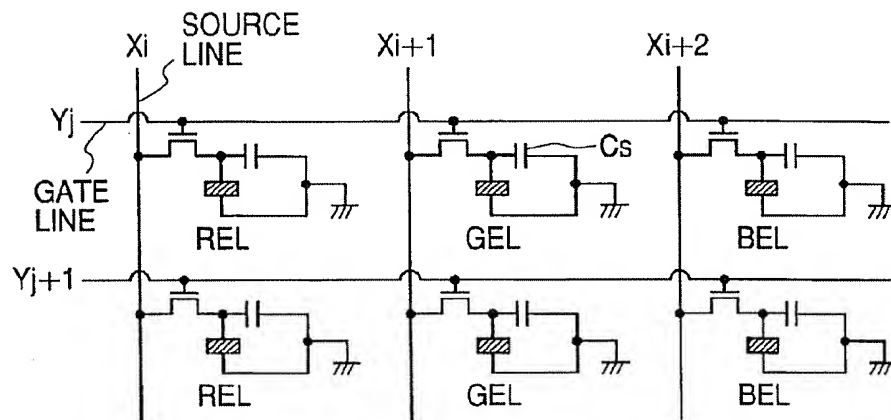 SOURCE
LINE
Xi
Xi+1
Xi+2
Yj
Cs
GATE
LINE
REL
GEL
BEL
Yj+1
REL
GEL
BEL